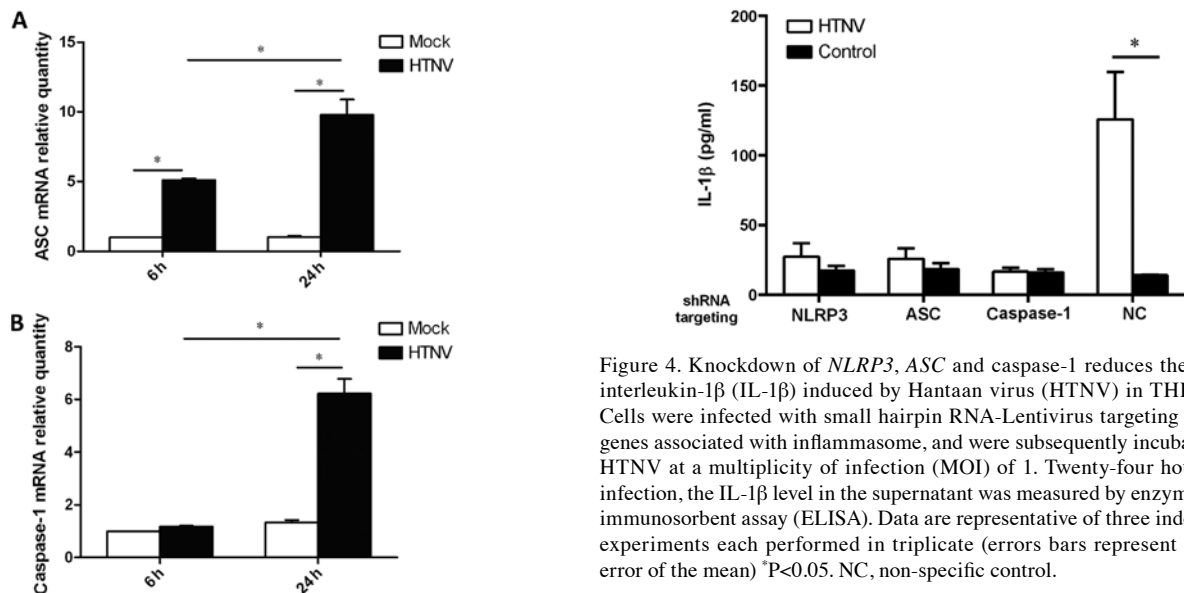 A
ASC mRNA relative quantity
15
10
5
0
Mock
HTNV
*
*
*
6h
24h
B
Caspase-1 mRNA relative quantity
8
6
4
2
0
Mock
HTNV
*
*
6h
24h
IL-1β (pg/ml)
200
150
100
50
0
HTNV
Control
*
shRNA
targeting
NLRP3
ASC
Caspase-1
NC
Figure 4. Knockdown of NLRP3, ASC and caspase-1 reduces the
interleukin-1β (IL-1β) induced by Hantaan virus (HTNV) in THP
Cells were infected with small hairpin RNA-Lentivirus targeting
genes associated with inflammasome, and were subsequently incuba
HTNV at a multiplicity of infection (MOI) of 1. Twenty-four hou
infection, the IL-1β level in the supernatant was measured by enzym
immunosorbent assay (ELISA). Data are representative of three inde
experiments each performed in triplicate (errors bars represent
error of the mean) *P<0.05. NC, non-specific control.